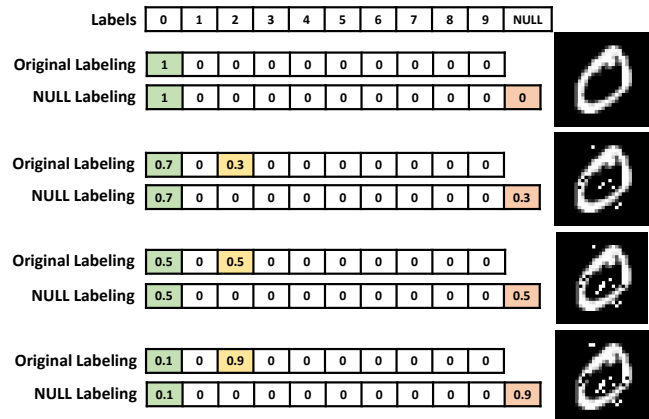 Labels 0 1 2 3 4 5 6 7 8 9 NULL
Original Labeling 1 0 0 0 0 0 0 0 0 0
NULL Labeling 1 0 0 0 0 0 0 0 0 0 0
Original Labeling 0.7 0 0.3 0 0 0 0 0 0 0
NULL Labeling 0.7 0 0 0 0 0 0 0 0 0 0.3
Original Labeling 0.5 0 0.5 0 0 0 0 0 0 0
NULL Labeling 0.5 0 0 0 0 0 0 0 0 0 0.5
Original Labeling 0.1 0 0.9 0 0 0 0 0 0 0
NULL Labeling 0.1 0 0 0 0 0 0 0 0 0 0.9